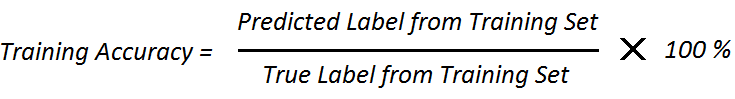 Predicted Label from Training Set
Training Accuracy = × 100 %
True Label from Training Set